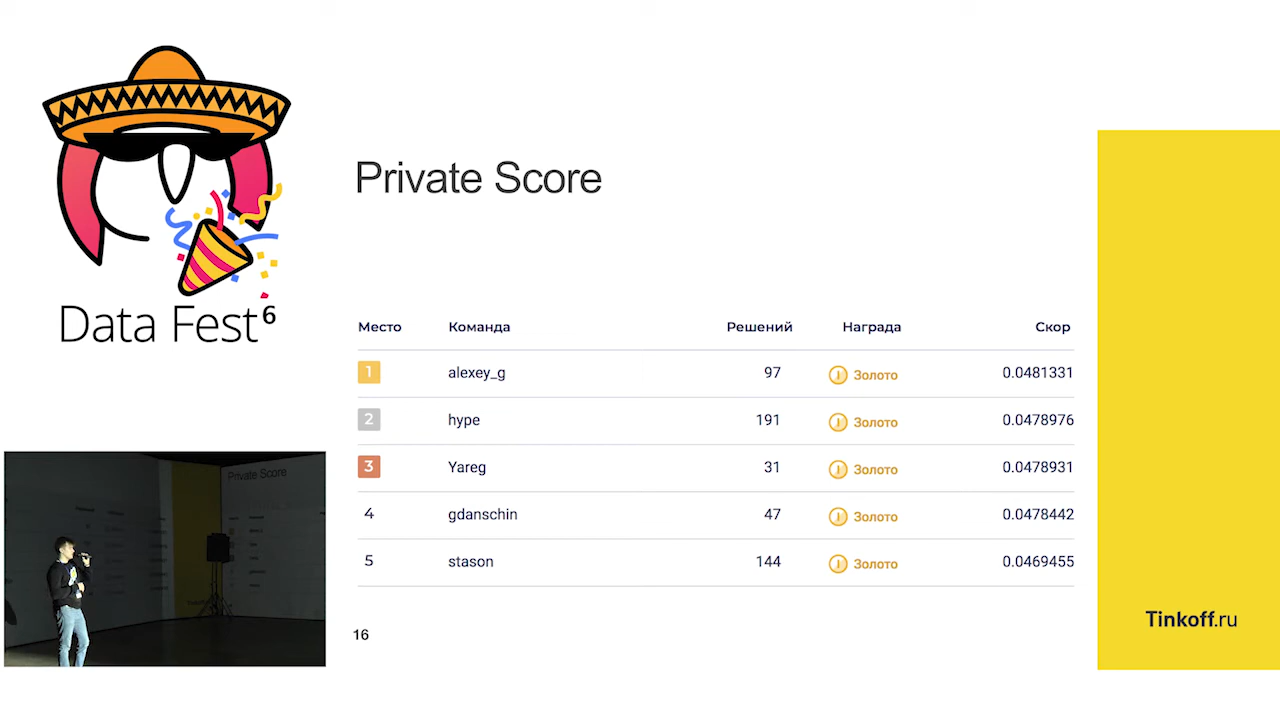 Data Fest⁶
Private Score
Место Команда Решений Награда Скор
1 alexey_g 97 Золото 0.0481331
2 hype 191 Золото 0.0478976
3 Yareg 31 Золото 0.0478931
4 gdanschin 47 Золото 0.0478442
5 stason 144 Золото 0.0469455
16
Tinkoff.ru
Private Score